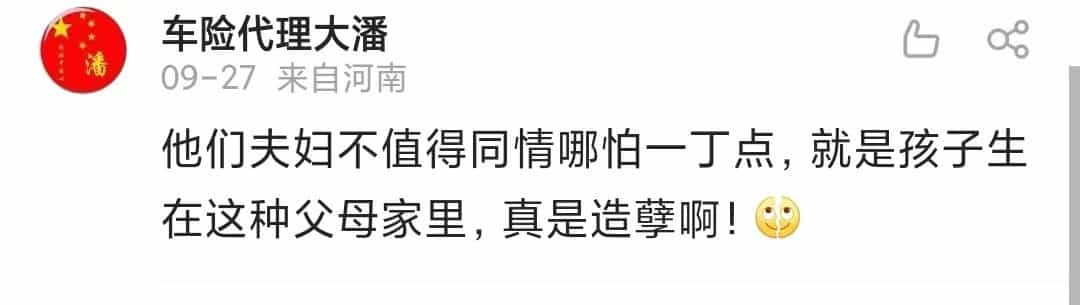 车险代理大潘
09-27 来自河南
他们夫妇不值得同情哪怕一丁点，就是孩子生
在这种父母家里，真是造孽啊！
潘